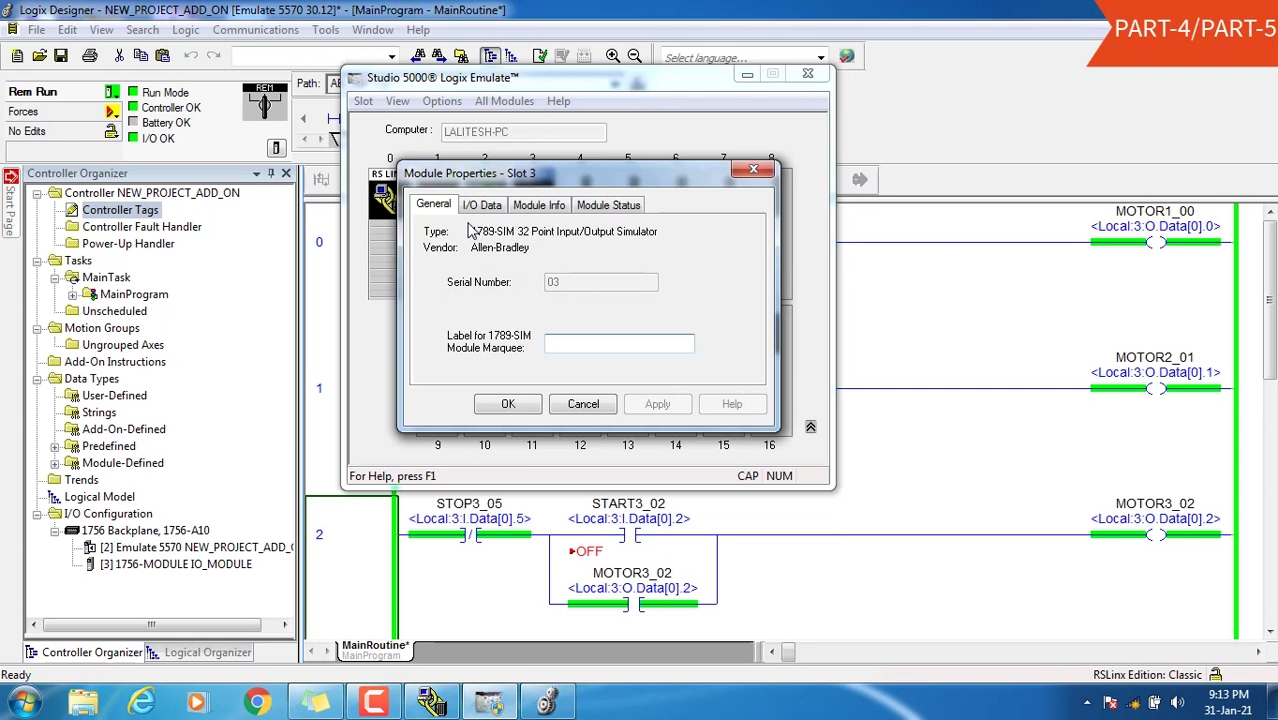 Logix Designer - NEW_PROJECT_ADD_ON [Emulate 5570 30.12]* - [MainProgram - MainRoutine*]
PART-4/PART-5
File Edit View Search Logic Communications Tools Window Help
Select language...
Rem Run
Run Mode
REM
Path:
Forces
Controller OK
No Edits
Battery OK
I/O OK
Studio 5000® Logix Emulate™
Slot View Options All Modules Help
Computer :
LALITESH-PC
0
Module Properties - Slot 3
General I/O Data Module Info Module Status
Type: 1789-SIM 32 Point Input/Output Simulator
Vendor: Allen-Bradley
Serial Number: 03
Label for 1789-SIM
Module Marquee:
OK Cancel Apply Help
9 10 11 12 13 14 15 16
For Help, press F1
CAP NUM
Start Page
Controller Organizer
Controller NEW_PROJECT_ADD_ON
Controller Tags
Controller Fault Handler
Power-Up Handler
Tasks
MainTask
MainProgram
Unscheduled
Motion Groups
Ungrouped Axes
Add-On Instructions
Data Types
User-Defined
Strings
Add-On-Defined
Predefined
Module-Defined
Trends
Logical Model
I/O Configuration
1756 Backplane, 1756-A10
[2] Emulate 5570 NEW_PROJECT_ADD_O
[3] 1756-MODULE IO_MODULE
Controller Organizer Logical Organizer
0
MOTOR1_00
<Local:3:O.Data[0].0>
1
MOTOR2_01
<Local:3:O.Data[0].1>
2
STOP3_05
<Local:3:I.Data[0].5>
START3_02
<Local:3:I.Data[0].2>
MOTOR3_02
<Local:3:O.Data[0].2>
OFF
MOTOR3_02
<Local:3:O.Data[0].2>
MainRoutine*
MainProgram
Ready
RSLinx Edition: Classic
9:13 PM
31-Jan-21